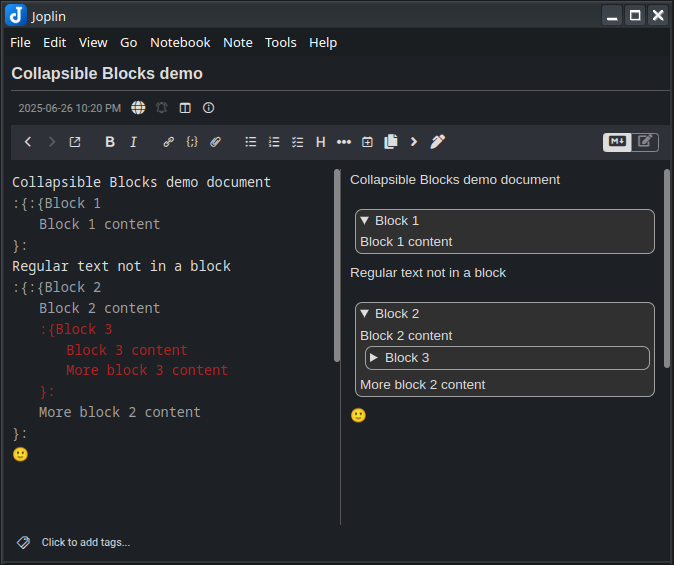 Joplin
File Edit View Go Notebook Note Tools Help
Collapsible Blocks demo
2025-06-26 10:20 PM
B I {;} H M↓
Collapsible Blocks demo document
:{:{Block 1
Block 1 content
}:
Regular text not in a block
:{:{Block 2
Block 2 content
:{Block 3
Block 3 content
More block 3 content
}:
More block 2 content
}:
🙂
Collapsible Blocks demo document
▼ Block 1
Block 1 content
Regular text not in a block
▼ Block 2
Block 2 content
▶ Block 3
More block 2 content
🙂
Click to add tags...